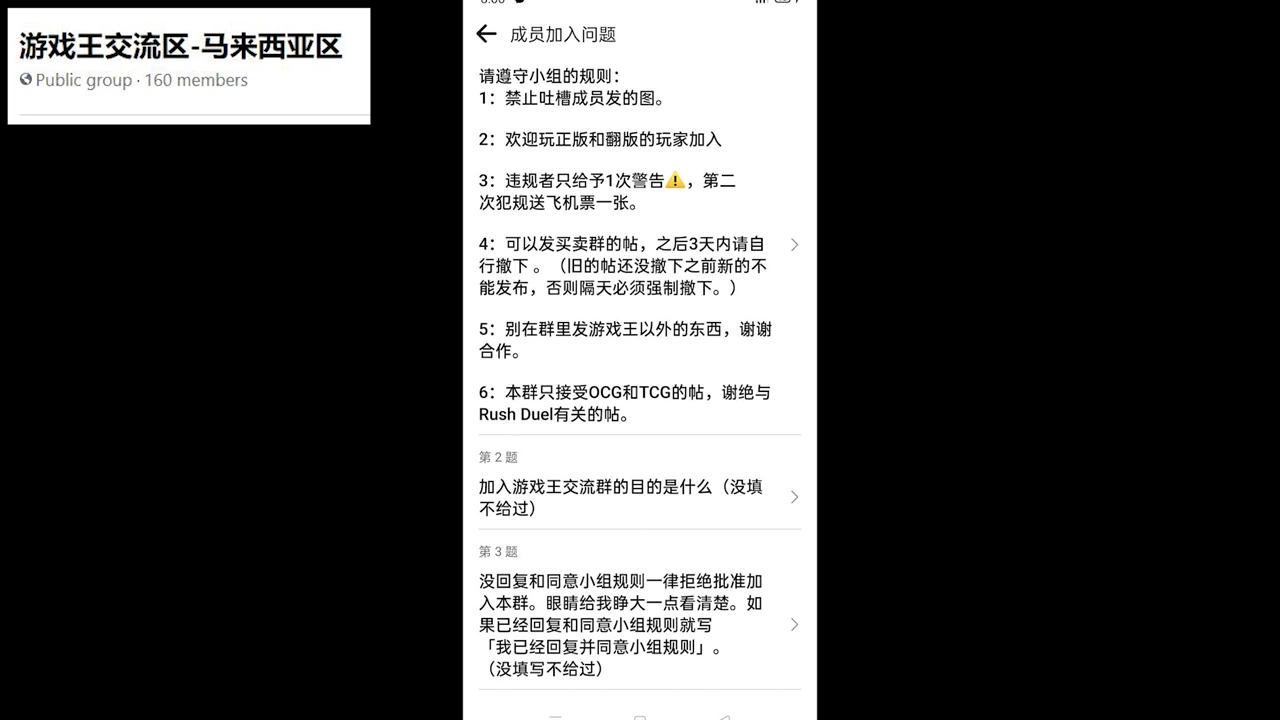 游戏王交流区-马来西亚区
Public group · 160 members
成员加入问题
请遵守小组的规则：
1：禁止吐槽成员发的图。
2：欢迎玩正版和翻版的玩家加入
3：违规者只给予1次警告⚠️，第二
次犯规送飞机票一张。
4：可以发买卖群的帖，之后3天内请自
行撤下 。（旧的帖还没撤下之前新的不
能发布，否则隔天必须强制撤下。）
5：别在群里发游戏王以外的东西，谢谢
合作。
6：本群只接受OCG和TCG的帖，谢绝与
Rush Duel有关的帖。
第 2 题
加入游戏王交流群的目的是什么（没填
不给过）
第 3 题
没回复和同意小组规则一律拒绝批准加
入本群。眼睛给我睁大一点看清楚。如
果已经回复和同意小组规则就写
「我已经回复并同意小组规则」。
（没填写不给过）